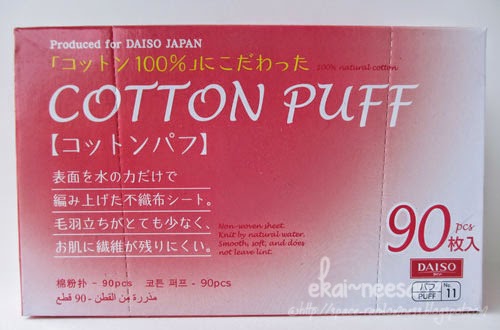 Produced for DAISO JAPAN
「コットン100%」にこだわった
100% natural cotton
COTTON PUFF
【コットンパフ】
表面を水の力だけで
編み上げた不織布シート。
毛羽立ちがとても少なく、
お肌に繊維が残りにくい。
Non-woven sheet.
Knit by natural water.
Smooth, soft, and does
not leave lint.
90 pcs
枚入
棉粉扑 - 90pcs 코튼 퍼프 - 90pcs
مذررة من القطن - 90 قطع
DAISO
Japan
パフ
PUFF
No.
11
ekai-neesan